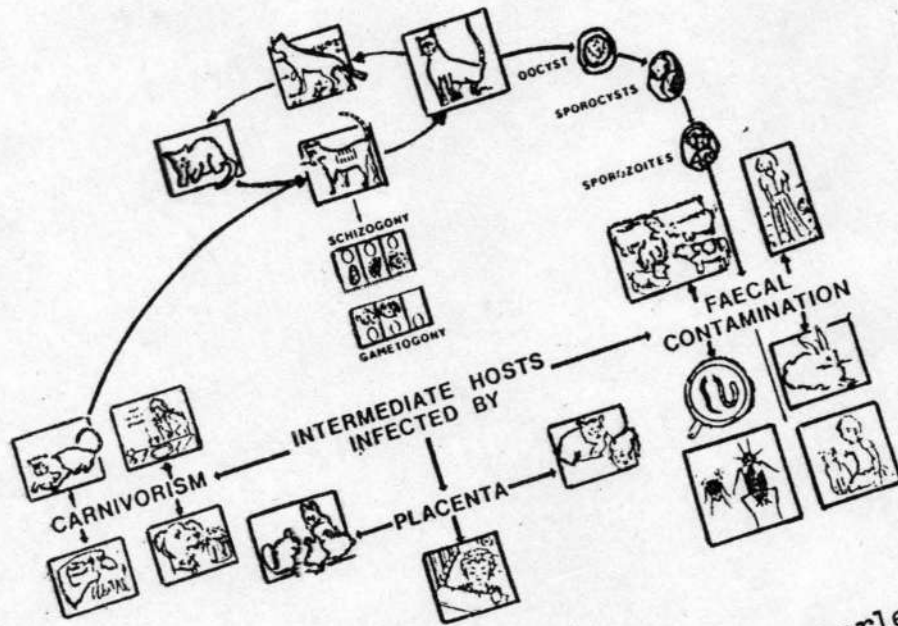 OOCYST
SPOROCYSTS
SPOROZOITES
SCHIZOGONY
GAMETOGONY
FAECAL
CONTAMINATION
INTERMEDIATE HOSTS
INFECTED BY
CARNIVORISM
PLACENTA